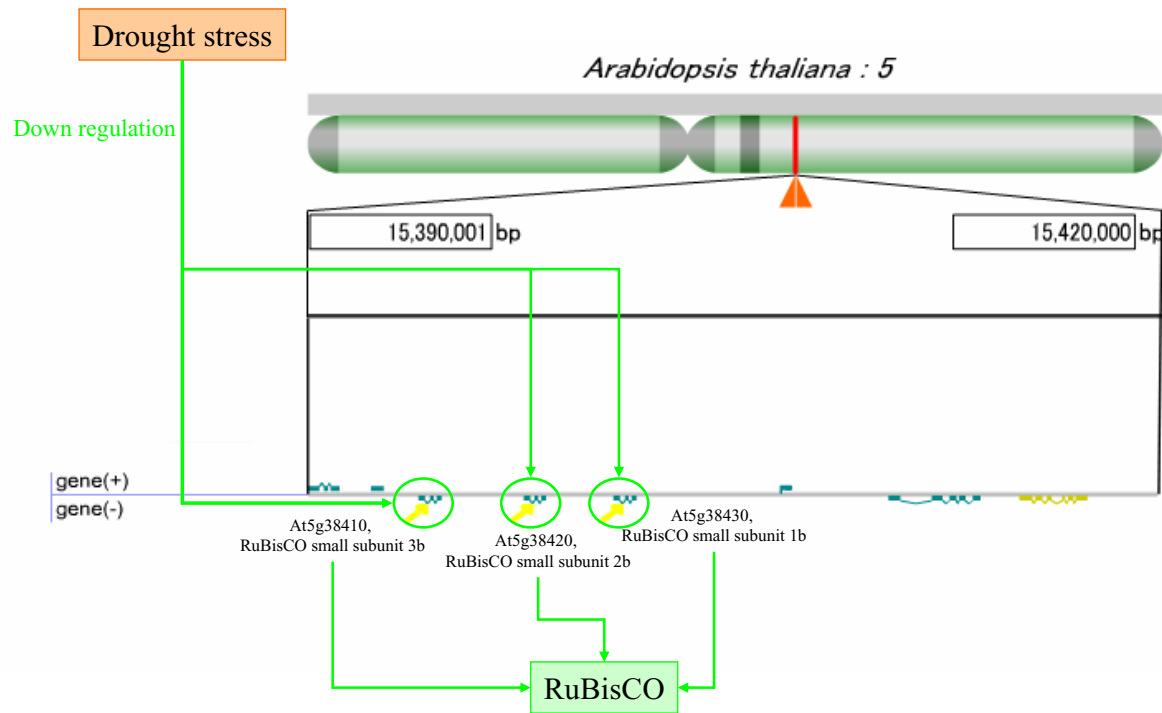 Drought stress
Arabidopsis thaliana : 5
Down regulation
15,390,001 bp
15,420,000 bp
gene(+)
gene(-)
At5g38410,
RuBisCO small subunit 3b
At5g38420,
RuBisCO small subunit 2b
At5g38430,
RuBisCO small subunit 1b
RuBisCO